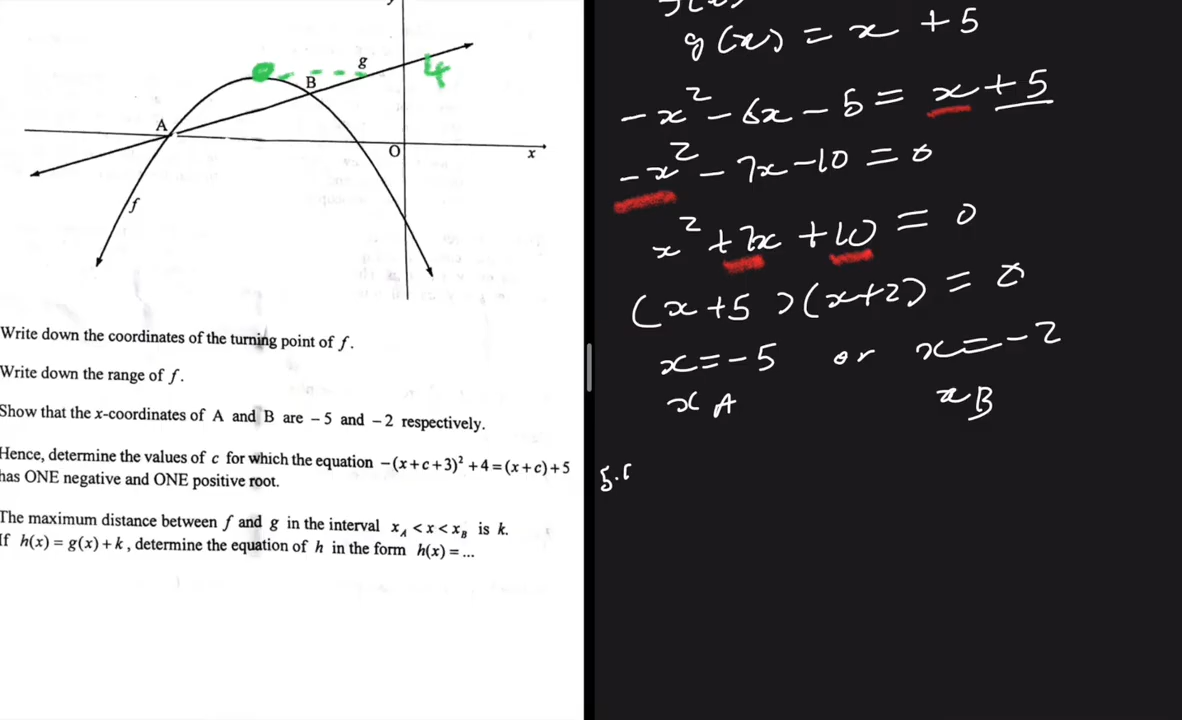 g
4
B
A
O
x
f
Write down the coordinates of the turning point of f.
Write down the range of f.
Show that the x-coordinates of A and B are – 5 and – 2 respectively.
Hence, determine the values of c for which the equation −(x+c+3)² +4=(x+c)+5
has ONE negative and ONE positive root.
The maximum distance between f and g in the interval x_A < x < x_B is k.
If h(x) = g(x)+k, determine the equation of h in the form h(x) = ...
g(x) = x + 5
-x² - 6x - 5 = x + 5
-x² - 7x - 10 = 0
x² + 7x + 10 = 0
(x+5)(x+2) = 0
x = -5 or x = -2
x A x B